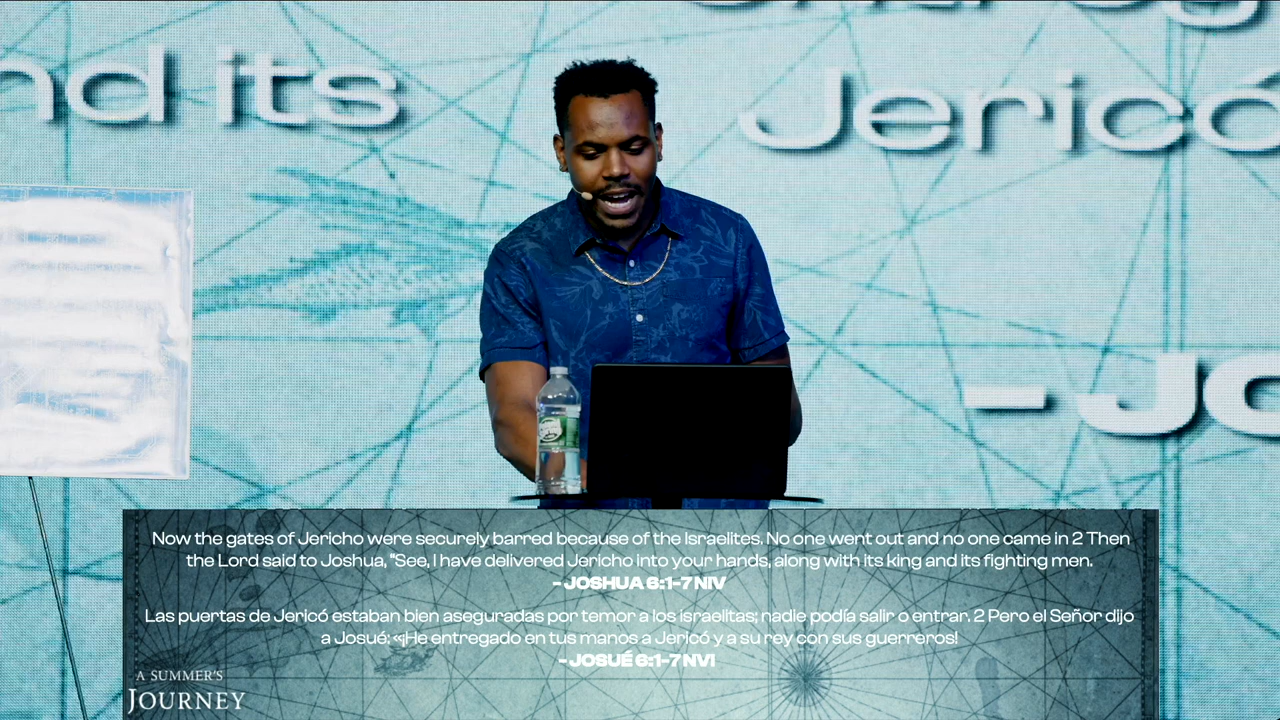 nd its
Jericó
- Jo
Now the gates of Jericho were securely barred because of the Israelites. No one went out and no one came in 2 Then
the Lord said to Joshua, "See, I have delivered Jericho into your hands, along with its king and its fighting men.
- JOSHUA 6:1-7 NIV
Las puertas de Jericó estaban bien aseguradas por temor a los israelitas; nadie podía salir o entrar. 2 Pero el Señor dijo
a Josué: «¡He entregado en tus manos a Jericó y a su rey con sus guerreros!
- JOSUÉ 6:1-7 NVI
A SUMMER'S
JOURNEY